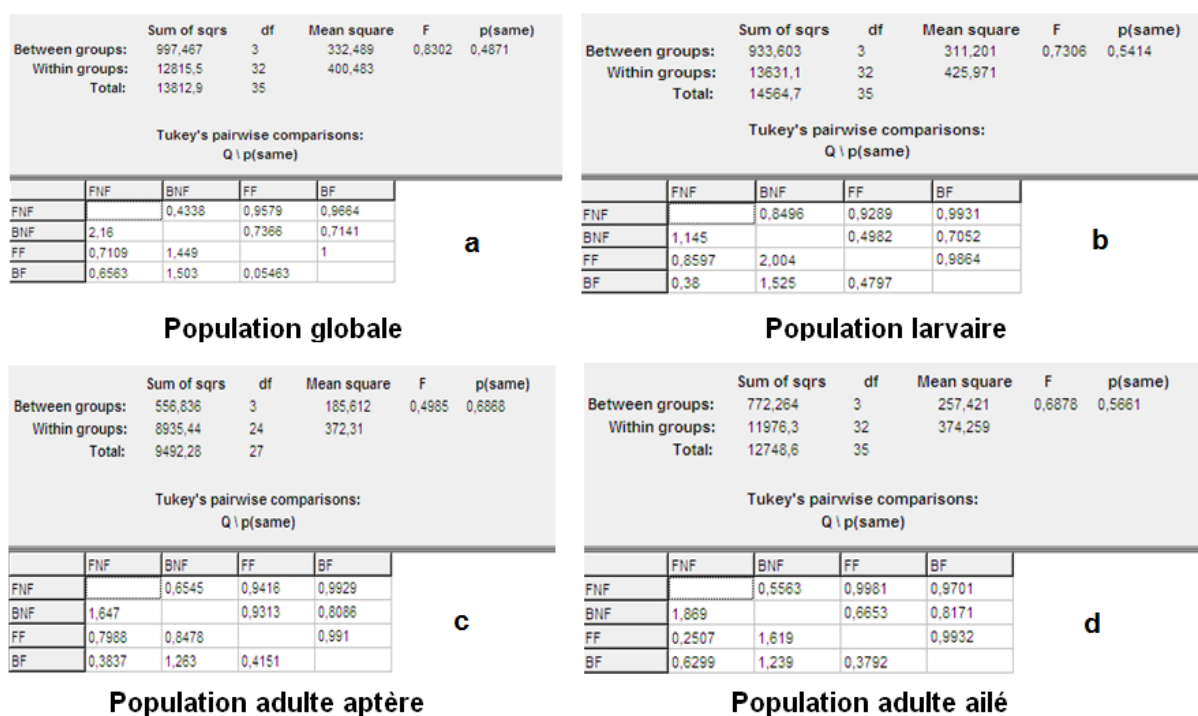 Sum of sqrs df Mean square F p(same)
Between groups: 997,467 3 332,489 0,8302 0,4871
Within groups: 12815,5 32 400,483
Total: 13812,9 35
Tukey's pairwise comparisons:
Q \ p(same)
FNF BNF FF BF
FNF 0,4338 0,9579 0,9664
BNF 2,16 0,7366 0,7141
FF 0,7109 1,449 1
BF 0,6563 1,503 0,05463
a
Population globale
Sum of sqrs df Mean square F p(same)
Between groups: 933,603 3 311,201 0,7306 0,5414
Within groups: 13631,1 32 425,971
Total: 14564,7 35
Tukey's pairwise comparisons:
Q \ p(same)
FNF BNF FF BF
FNF 0,8496 0,9289 0,9931
BNF 1,145 0,4982 0,7052
FF 0,8597 2,004 0,9864
BF 0,38 1,525 0,4797
b
Population larvaire
Sum of sqrs df Mean square F p(same)
Between groups: 556,836 3 185,612 0,4985 0,6868
Within groups: 8935,44 24 372,31
Total: 9492,28 27
Tukey's pairwise comparisons:
Q \ p(same)
FNF BNF FF BF
FNF 0,6545 0,9416 0,9929
BNF 1,647 0,9313 0,8086
FF 0,7988 0,8478 0,991
BF 0,3837 1,263 0,4151
c
Population adulte aptère
Sum of sqrs df Mean square F p(same)
Between groups: 772,264 3 257,421 0,6878 0,5661
Within groups: 11976,3 32 374,259
Total: 12748,6 35
Tukey's pairwise comparisons:
Q \ p(same)
FNF BNF FF BF
FNF 0,5563 0,9981 0,9701
BNF 1,869 0,6653 0,8171
FF 0,2507 1,619 0,9932
BF 0,6299 1,239 0,3792
d
Population adulte ailé